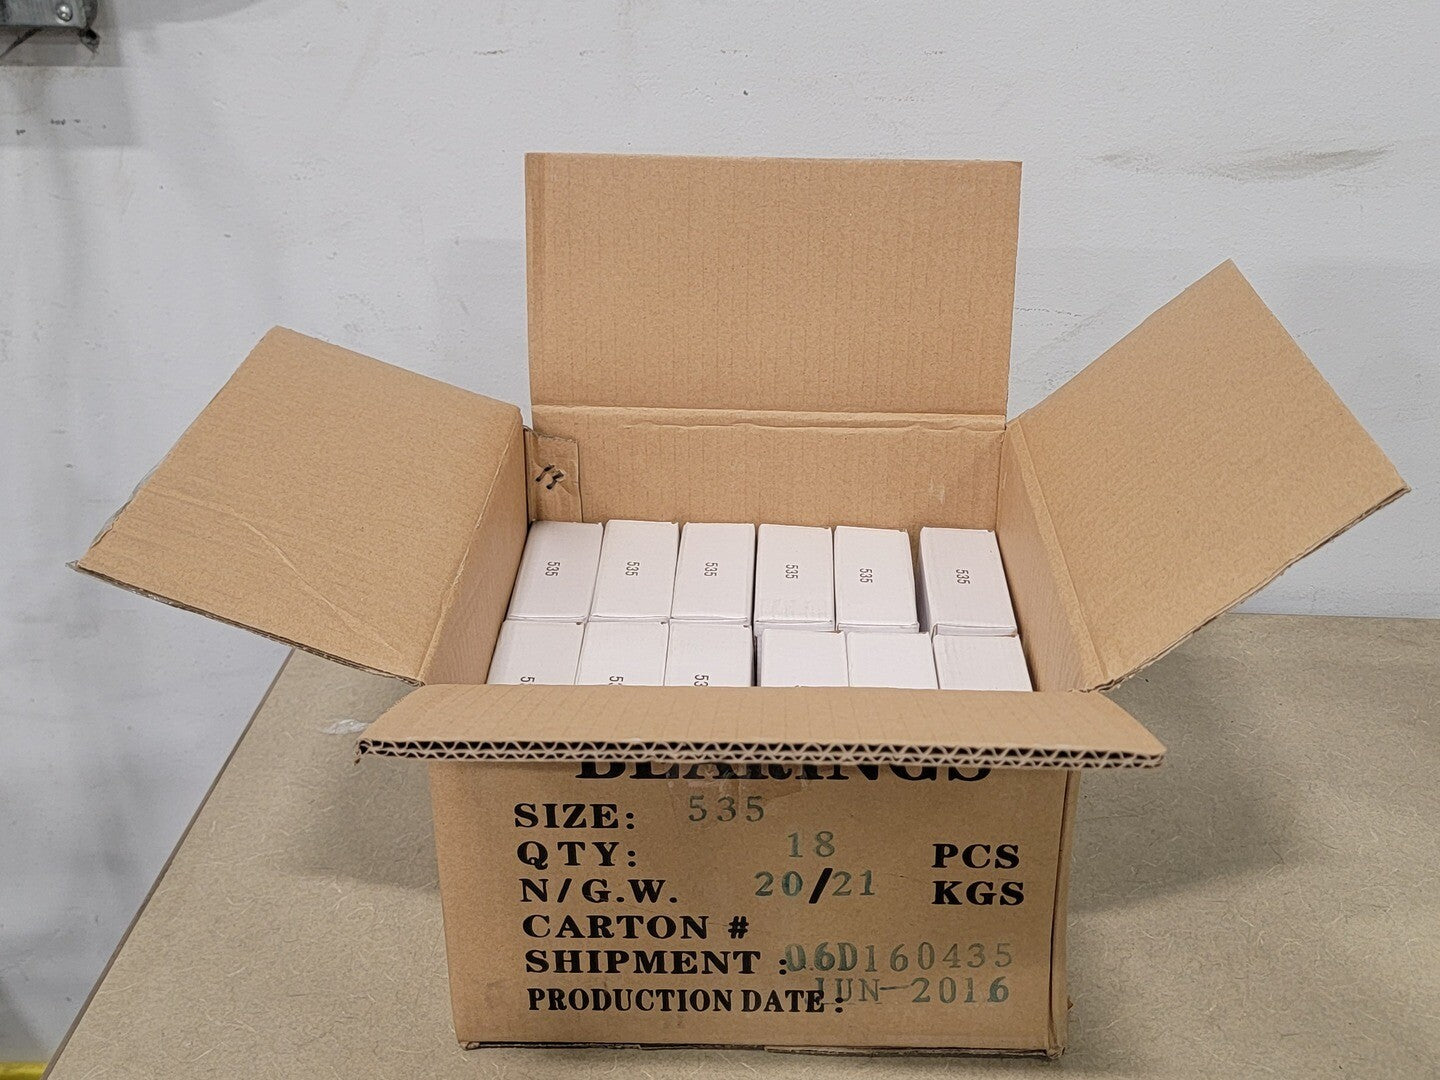 535 535 535 535 535 535
BEARINGS
SIZE: 535
QTY: 18 PCS
N/G.W. 20/21 KGS
CARTON #
SHIPMENT : 06D160435
PRODUCTION DATE: JUN-2016